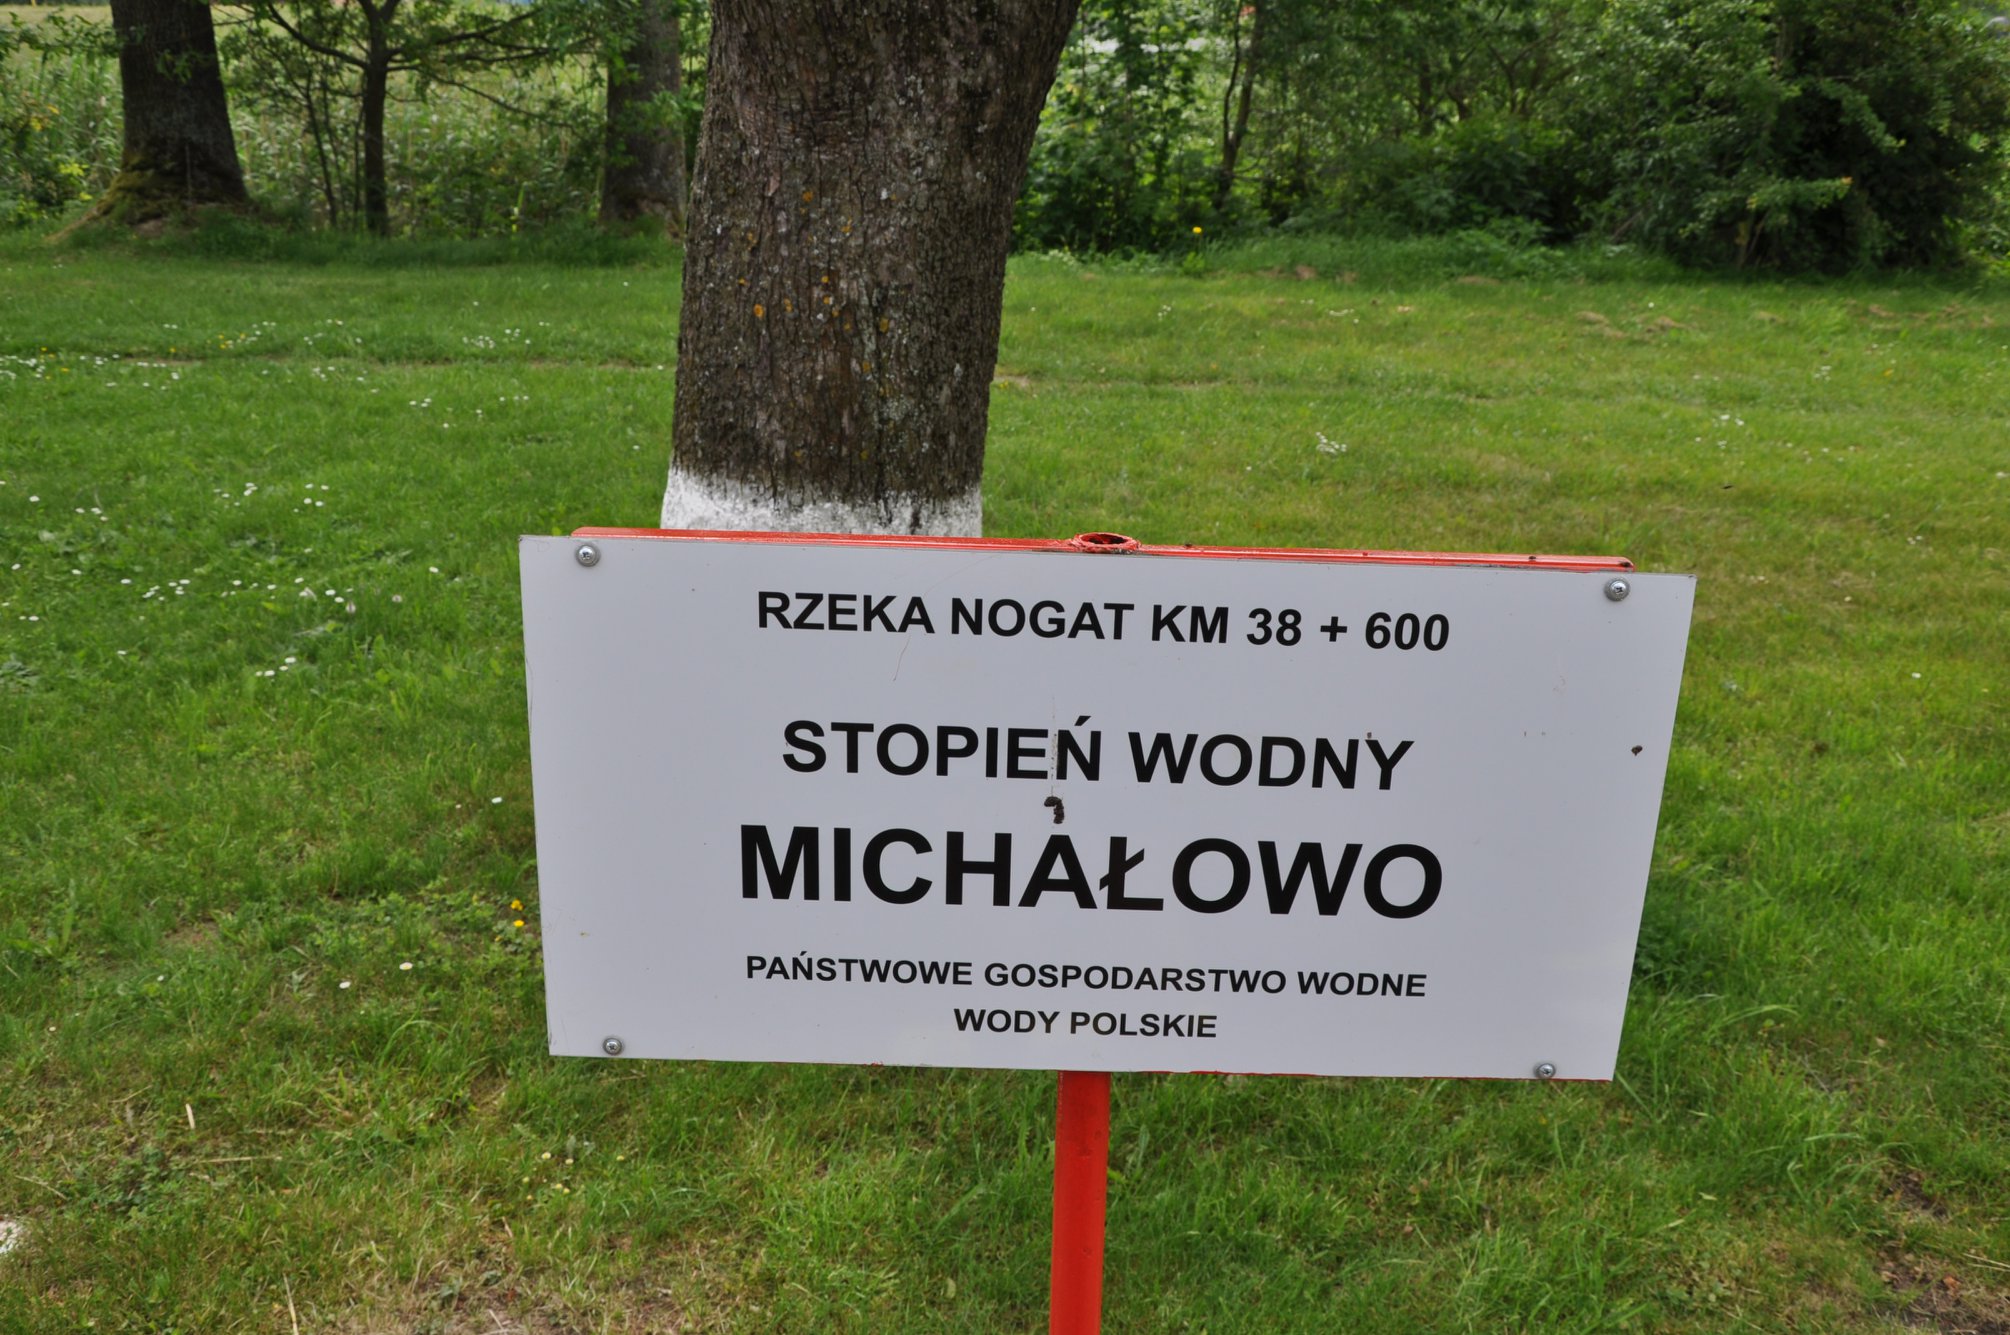 RZEKA NOGAT KM 38 + 600
STOPIEŃ WODNY
MICHAŁOWO
PAŃSTWOWE GOSPODARSTWO WODNE
WODY POLSKIE